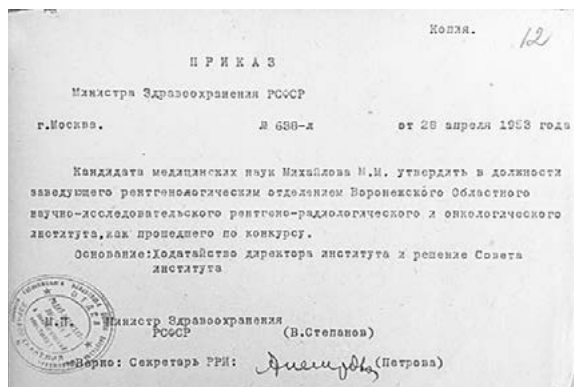 Копия.
12
ПРИКАЗ
Министра Здравоохранения РСФСР
г.Москва. № 638-л от 28 апреля 1953 года
Кандидата медицинских наук Михайлова М.М. утвердить в должности
заведующего рентгенологическим отделением Воронежского Областного
научно-исследовательского рентгено-радиологического и онкологического
института,как прошедшего по конкурсу.
Основание:Ходатайство директора института и решение Совета
института
М.П. Министр Здравоохранения
РСФСР (В.Степанов)
Верно: Секретарь РРИ: (Петрова)